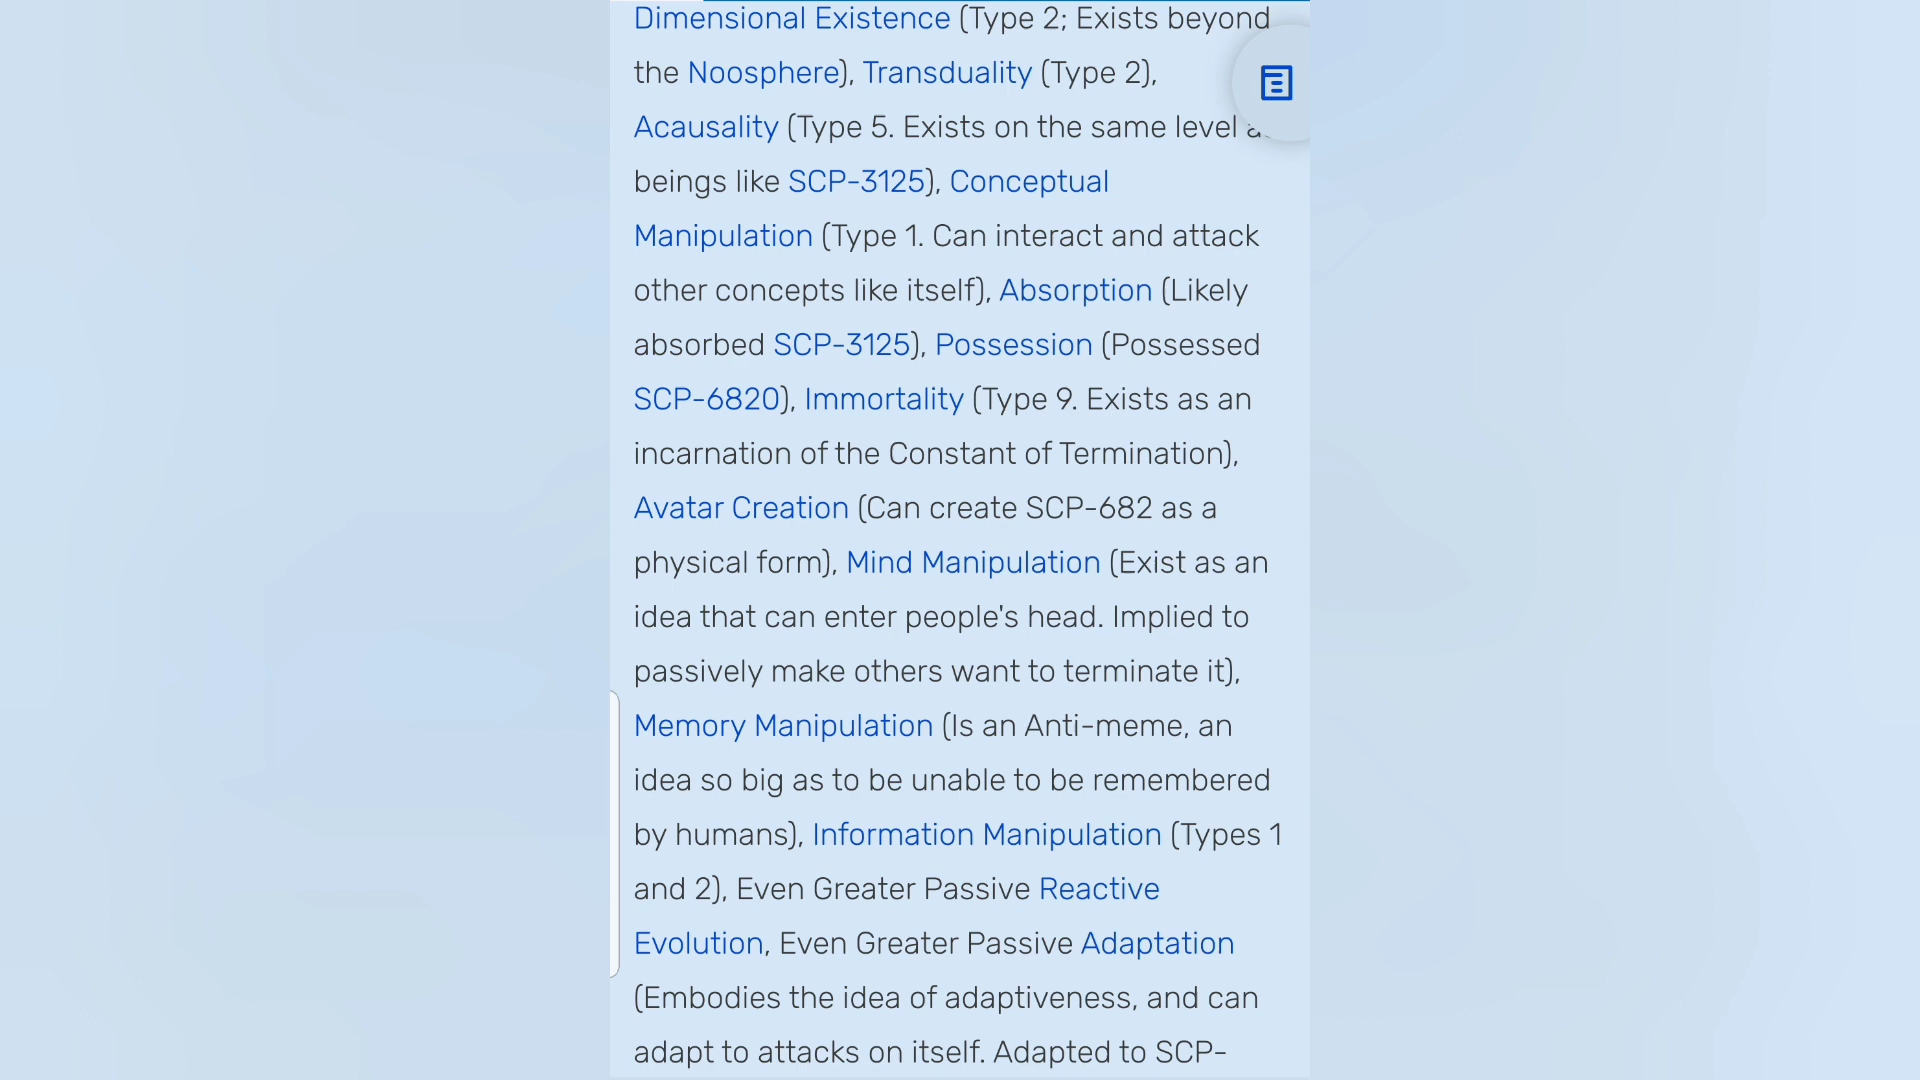 Dimensional Existence (Type 2; Exists beyond
the Noosphere), Transduality (Type 2),
Acausality (Type 5. Exists on the same level
beings like SCP-3125), Conceptual
Manipulation (Type 1. Can interact and attack
other concepts like itself), Absorption (Likely
absorbed SCP-3125), Possession (Possessed
SCP-6820), Immortality (Type 9. Exists as an
incarnation of the Constant of Termination),
Avatar Creation (Can create SCP-682 as a
physical form), Mind Manipulation (Exist as an
idea that can enter people's head. Implied to
passively make others want to terminate it),
Memory Manipulation (Is an Anti-meme, an
idea so big as to be unable to be remembered
by humans), Information Manipulation (Types 1
and 2), Even Greater Passive Reactive
Evolution, Even Greater Passive Adaptation
(Embodies the idea of adaptiveness, and can
adapt to attacks on itself. Adapted to SCP-